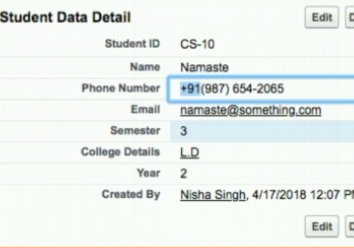 Student Data Detail Edit
Student ID CS-10
Name Namaste
Phone Number +91(987) 654-2065
Email namaste@something.com
Semester 3
College Details L.D
Year 2
Created By Nisha Singh, 4/17/2018 12:07 PM
Edit